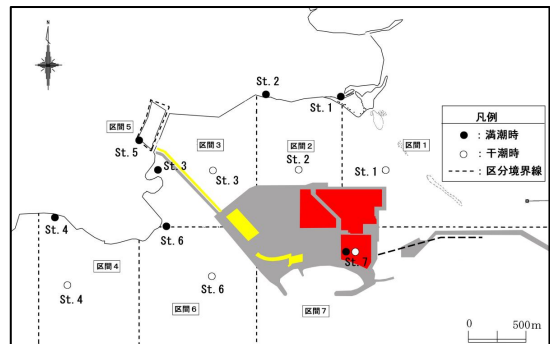 N
St. 2
St. 1
区間5
St. 5
区間3
区間2
区間1
St. 3
St. 3
St. 2
St. 1
凡例
●：満潮時
○：干潮時
：区分境界線
St. 4
St. 6
St. 7
区間4
St. 4
St. 6
区間6
区間7
0 500m